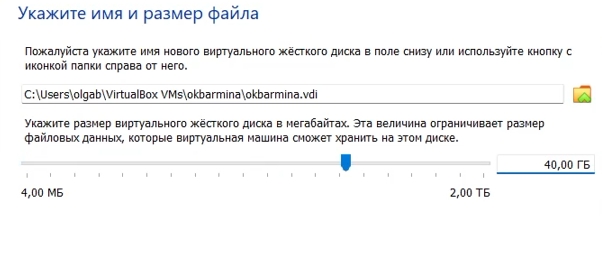 Укажите имя и размер файла
Пожалуйста укажите имя нового виртуального жёсткого диска в поле снизу или используйте кнопку с
иконкой папки справа от него.
C:\Users\olgab\VirtualBox VMs\okbarmina\okbarmina.vdi
Укажите размер виртуального жёсткого диска в мегабайтах. Эта величина ограничивает размер
файловых данных, которые виртуальная машина сможет хранить на этом диске.
40,00 ГБ
4,00 МБ 2,00 ТБ